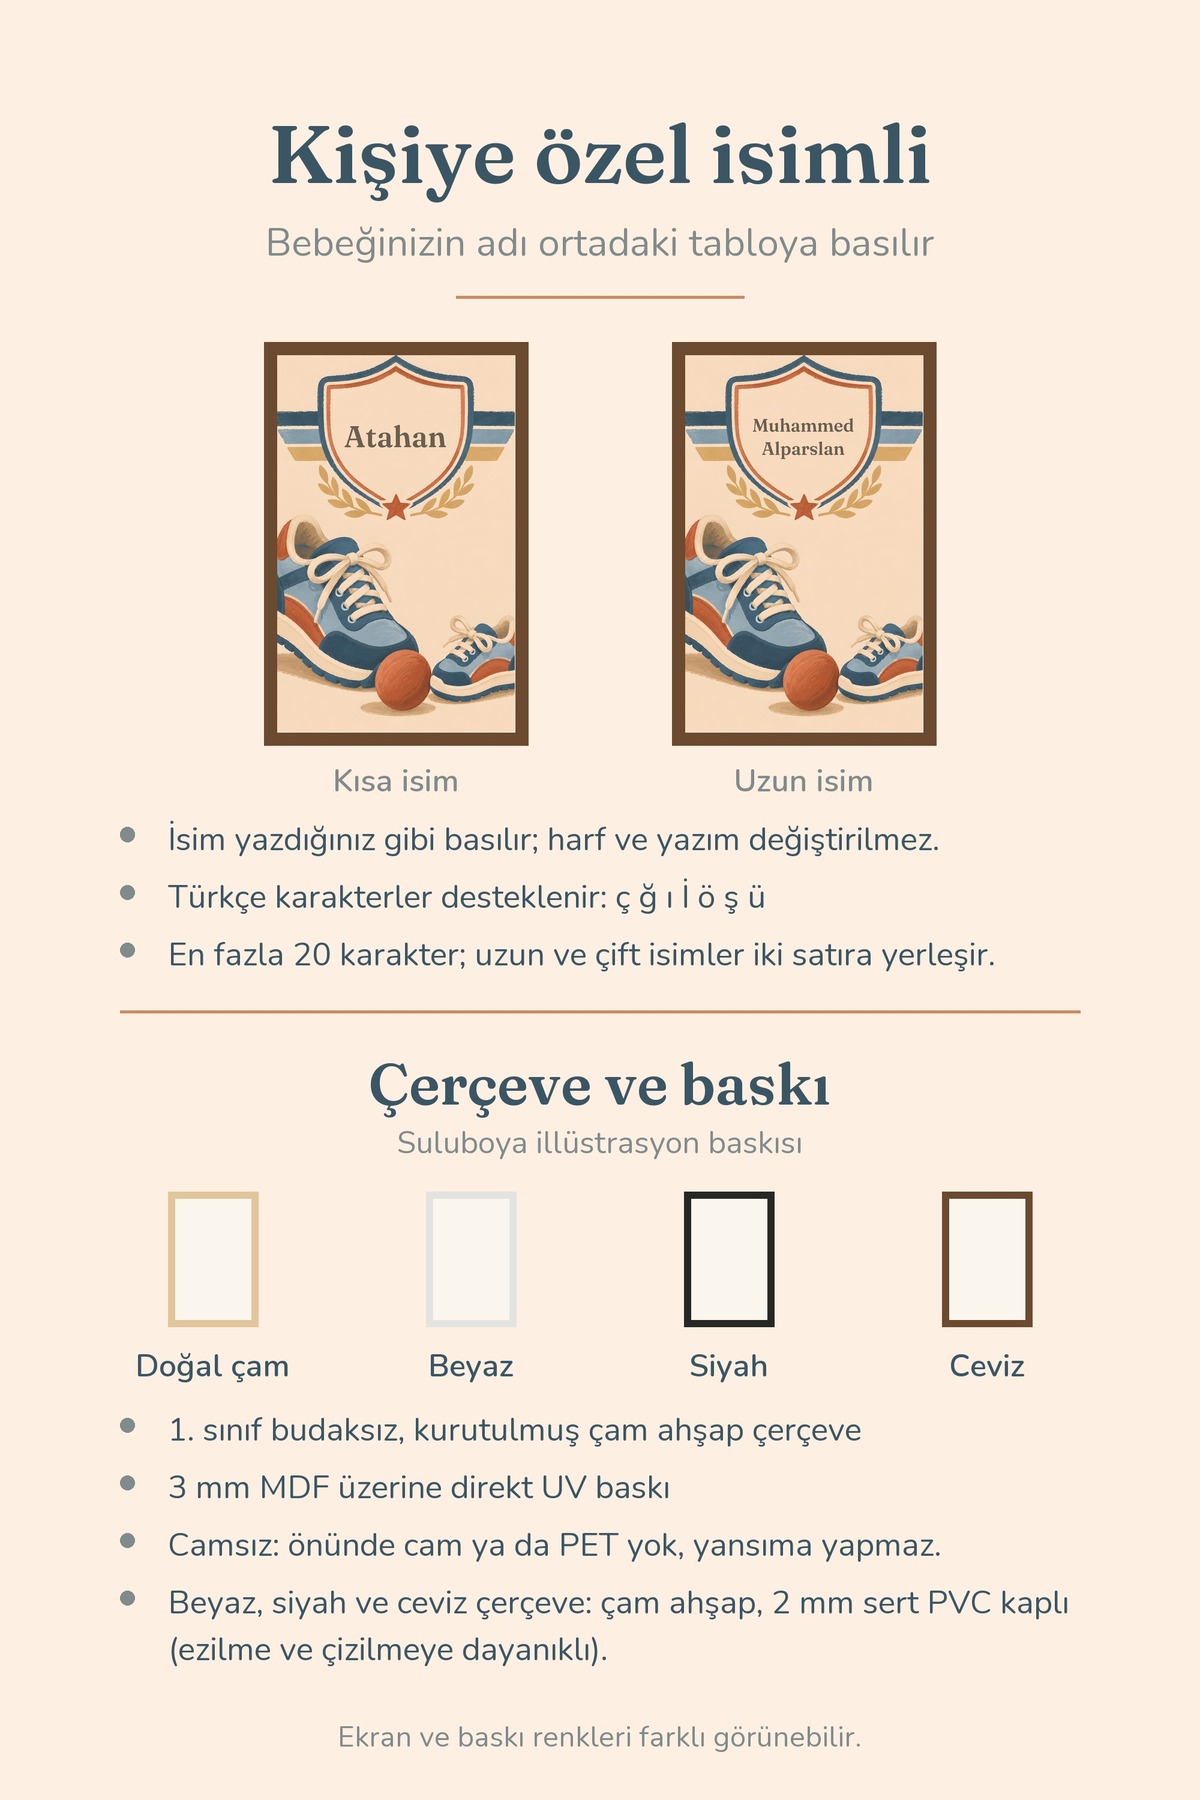 Kişiye özel isimli
Bebeğinizin adı ortadaki tabloya basılır
Atahan
Muhammed
Alparslan
Kısa isim
Uzun isim
İsim yazdığınız gibi basılır; harf ve yazım değiştirilmez.
Türkçe karakterler desteklenir: ç ğ ı İ ö ş ü
En fazla 20 karakter; uzun ve çift isimler iki satıra yerleşir.
Çerçeve ve baskı
Suluboya illüstrasyon baskısı
Doğal çam
Beyaz
Siyah
Ceviz
1. sınıf budaksız, kurutulmuş çam ahşap çerçeve
3 mm MDF üzerine direkt UV baskı
Camsız: önünde cam ya da PET yok, yansıma yapmaz.
Beyaz, siyah ve ceviz çerçeve: çam ahşap, 2 mm sert PVC kaplı
(ezilme ve çizilmeye dayanıklı).
Ekran ve baskı renkleri farklı görünebilir.